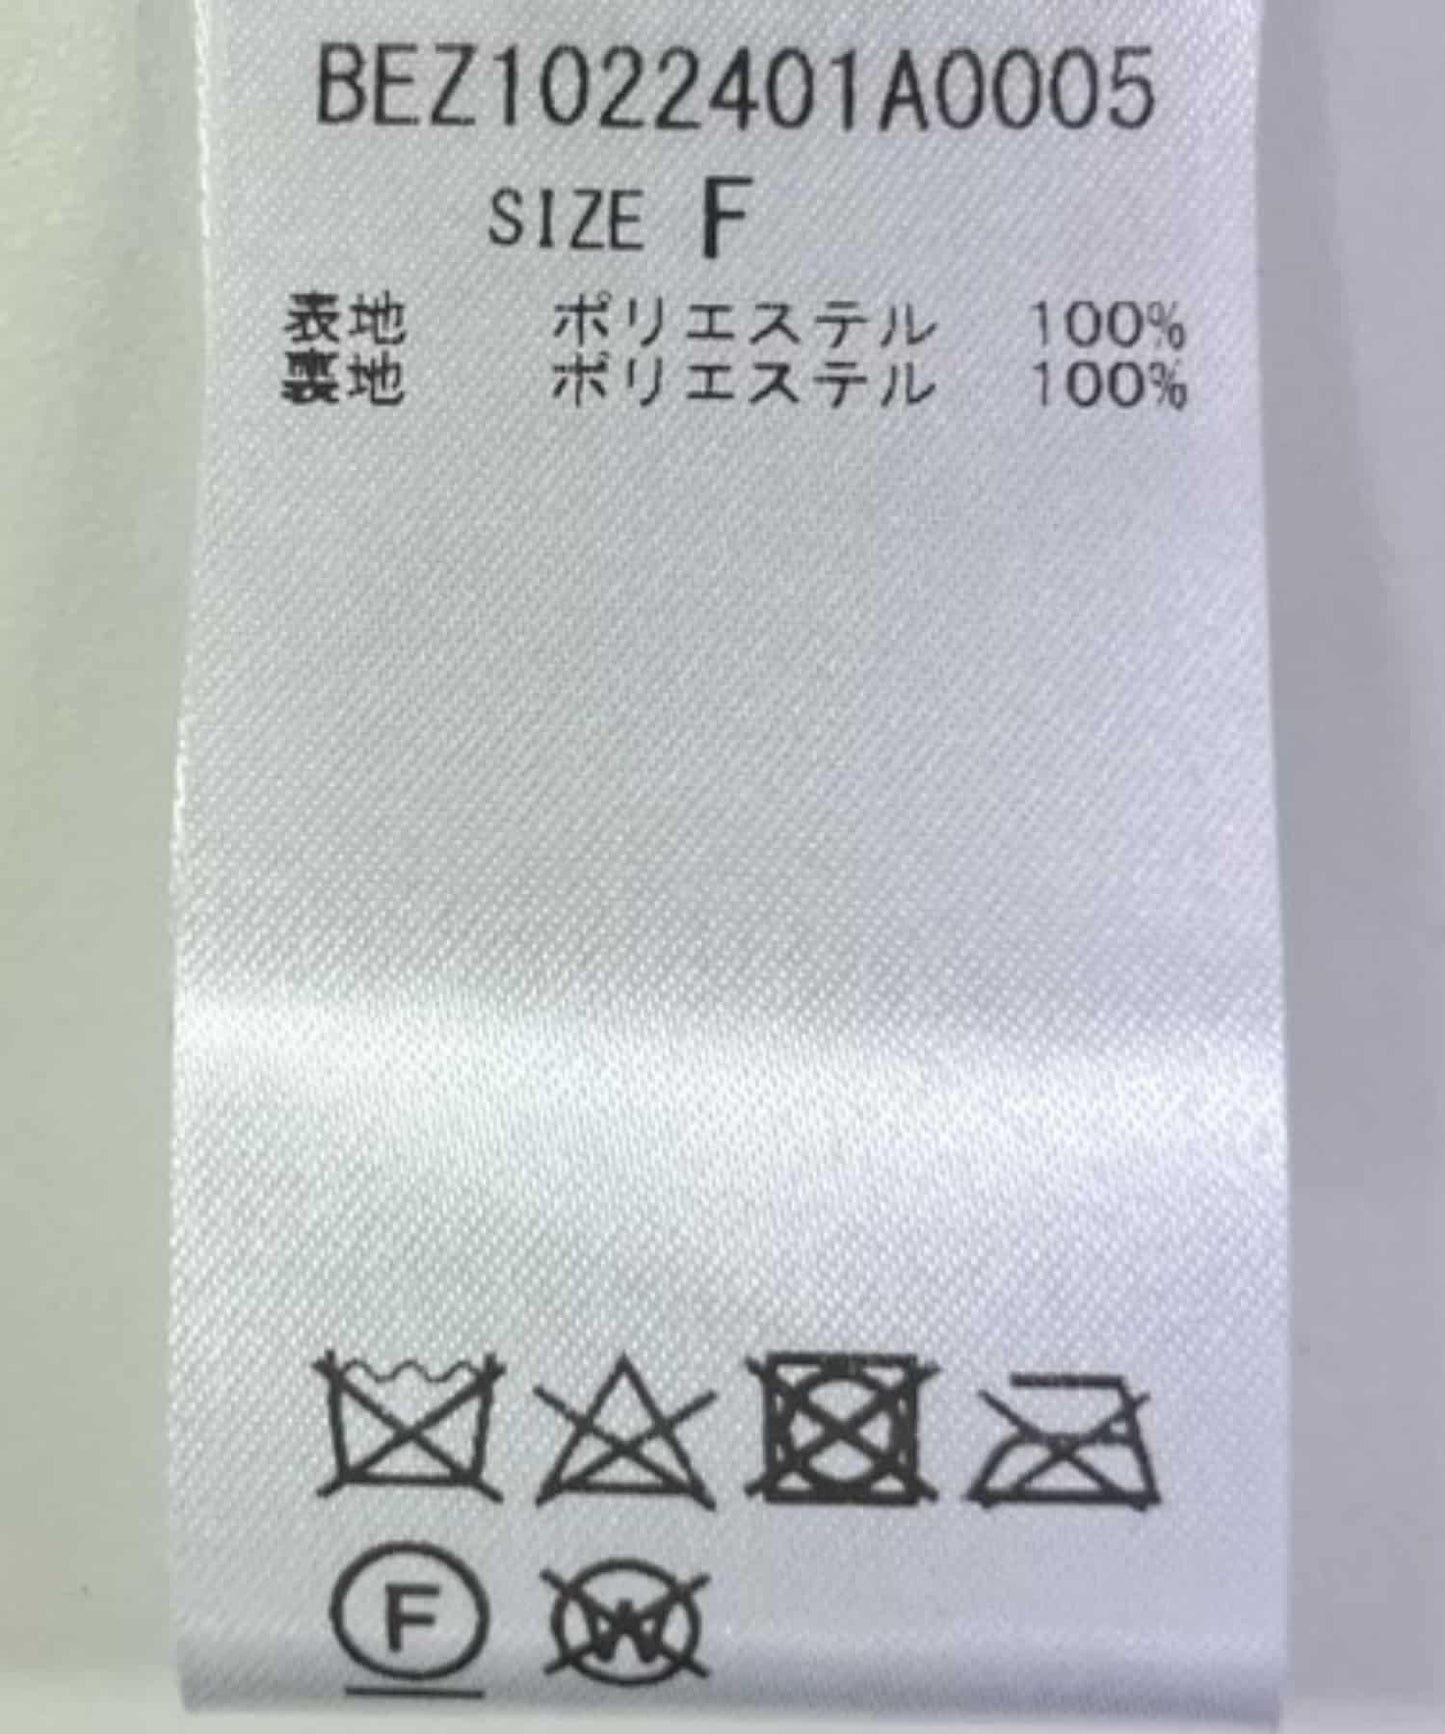 BEZ1022401A0005
SIZE F
表地 ポリエステル 100%
裏地 ポリエステル 100%
F
W